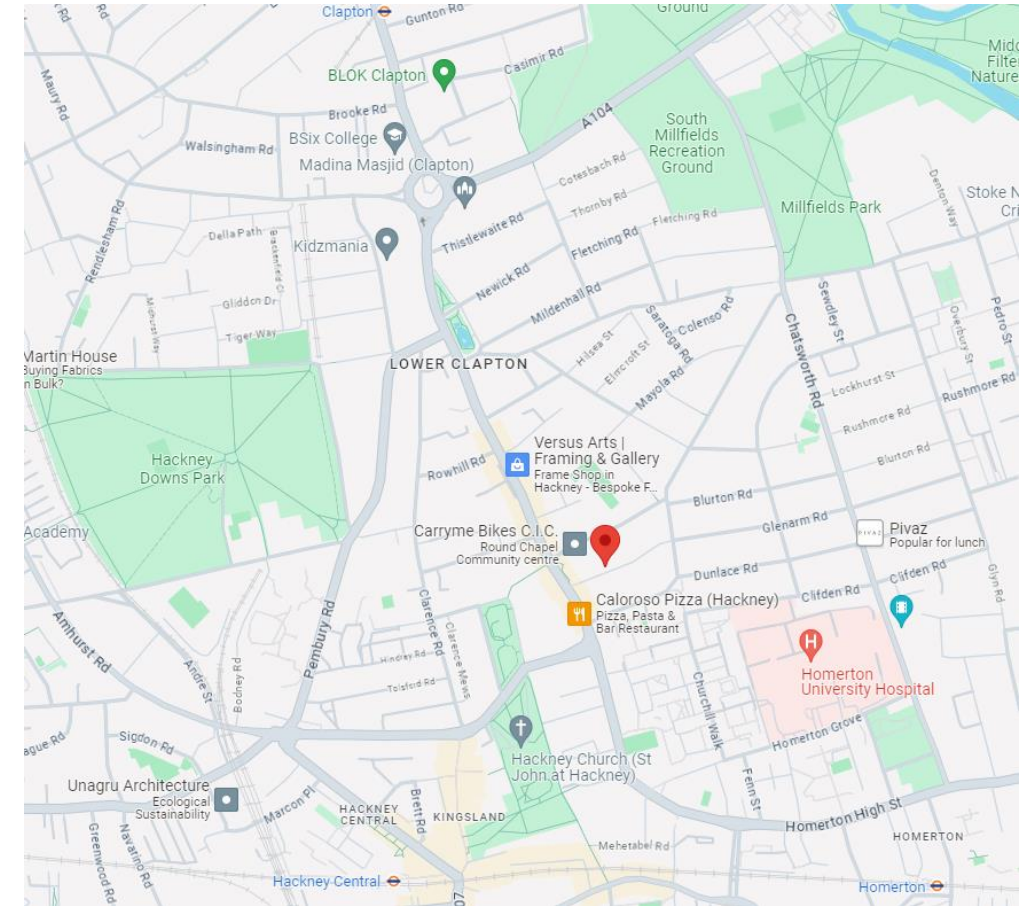 Clapton
Gunton Rd
Ground
Casimir Rd
BLOK Clapton
Maury Rd
Brooke Rd
A104
BSix College
Walsingham Rd
Madina Masjid (Clapton)
South
Millfields
Recreation
Ground
Cotesbach Rd
Thornby Rd
Fletching Rd
Millfields Park
Denton Way
Rendlesham Rd
Della Path
Brackenfield Cl
Kidzmania
Thistlewaite Rd
Fletching Rd
Newick Rd
Mildenhall Rd
Gliddon Dr
Midhurst Way
Tiger Way
Hilsea St
Saratoga Rd
Colenso Rd
Elmcroft St
Mayola Rd
Chatsworth Rd
Sewdley St
Overbury St
Pedro St
Martin House
Buying Fabrics
n Bulk?
LOWER CLAPTON
Lockhurst St
Rushmore Rd
Rushmore Rd
Blurton Rd
Hackney
Downs Park
Rowhill Rd
Versus Arts |
Framing & Gallery
Frame Shop in
Hackney - Bespoke F...
Blurton Rd
Glenarm Rd
Academy
Carryme Bikes C.I.C.
Round Chapel
Community centre
PIVAZ
Pivaz
Popular for lunch
Dunlace Rd
Clifden Rd
Clifden Rd
Glyn Rd
Caloroso Pizza (Hackney)
Pizza, Pasta &
Bar Restaurant
Amhurst Rd
Andre St
Bodney Rd
Pembury Rd
Clarence Rd
Clarence Mews
Hindrey Rd
Tolsford Rd
H
Homerton
University Hospital
Churchill Walk
Homerton Grove
Fenn St
Sigdon Rd
Hackney Church (St
John at Hackney)
Unagru Architecture
Ecological
Sustainability
Marcon Pl
HACKNEY
CENTRAL
Brett Rd
KINGSLAND
Homerton High St
HOMERTON
Greenwood Rd
Navarino Rd
Mehetabel Rd
Hackney Central
Homerton